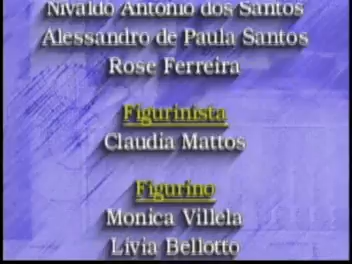 Nivaldo Antonio dos Santos
Alessandro de Paula Santos
Rose Ferreira
Figurinista
Claudia Mattos
Figurino
Monica Villela
Livia Bellotto